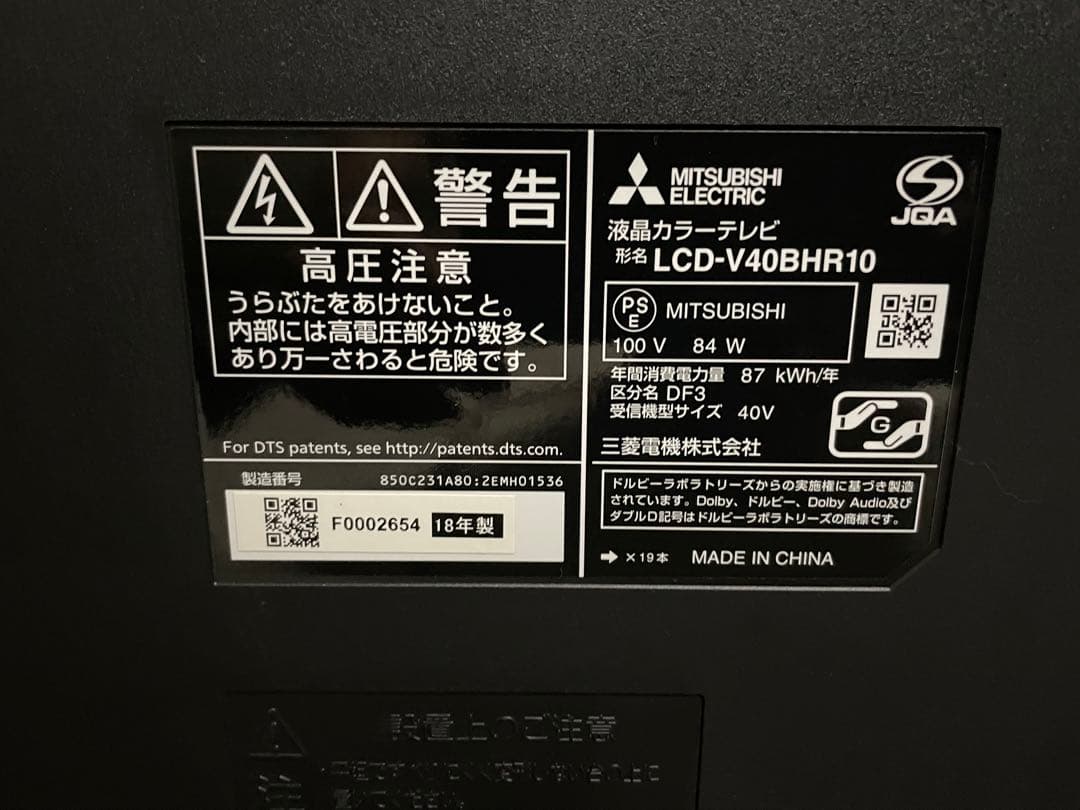 警告
高圧注意
うらぶたをあけないこと。
内部には高電圧部分が数多く
あり万一さわると危険です。
For DTS patents, see http://patents.dts.com.
製造番号 850C231A80:2EMH01536
F0002654 18年製
MITSUBISHI
ELECTRIC
JQA
液晶カラーテレビ
形名 LCD-V40BHR10
PS
E MITSUBISHI
100 V 84 W
年間消費電力量 87 kWh/年
区分名 DF3
受信機型サイズ 40V
G
三菱電機株式会社
ドルビーラボラトリーズからの実施権に基づき製造
されています。Dolby、ドルビー、Dolby Audio及び
ダブルD記号はドルビーラボラトリーズの商標です。
➡ ×19本 MADE IN CHINA
設置上のご注意